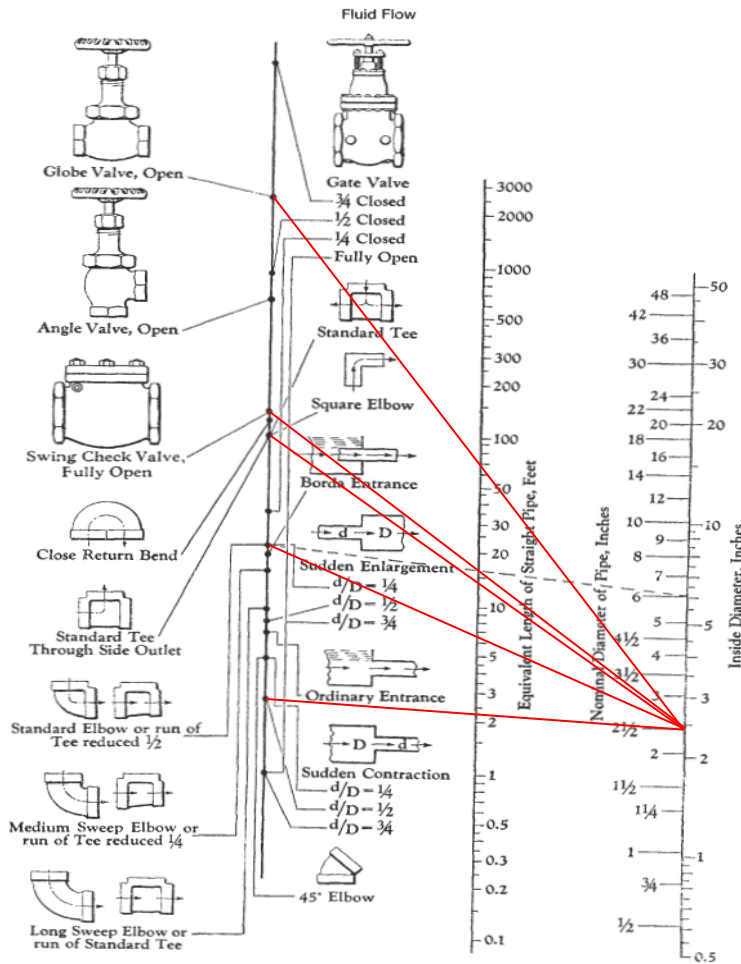 Fluid Flow
Globe Valve, Open
Angle Valve, Open
Swing Check Valve,
Fully Open
Close Return Bend
Standard Tee
Through Side Outlet
Standard Elbow or run of
Tee reduced ½
Medium Sweep Elbow or
run of Tee reduced ¼
Long Sweep Elbow or
run of Standard Tee
Gate Valve
¾ Closed
½ Closed
¼ Closed
Fully Open
Standard Tee
Square Elbow
Borda Entrance
d D
Sudden Enlargement
d/D = ¼
d/D = ½
d/D = ¾
Ordinary Entrance
D d
Sudden Contraction
d/D = ¼
d/D = ½
d/D = ¾
45° Elbow
3000
2000
1000
500
300
200
100
50
30
20
10
5
3
2
1
0.5
0.3
0.2
0.1
Equivalent Length of Straight Pipe, Feet
48
42
36
30
24
22
20
18
16
14
12
10
9
8
7
6
5
4½
4
3½
3
2½
2
1½
1¼
1
¾
½
Nominal Diameter of Pipe, Inches
50
30
20
10
5
3
2
1
0.5
Inside Diameter, Inches